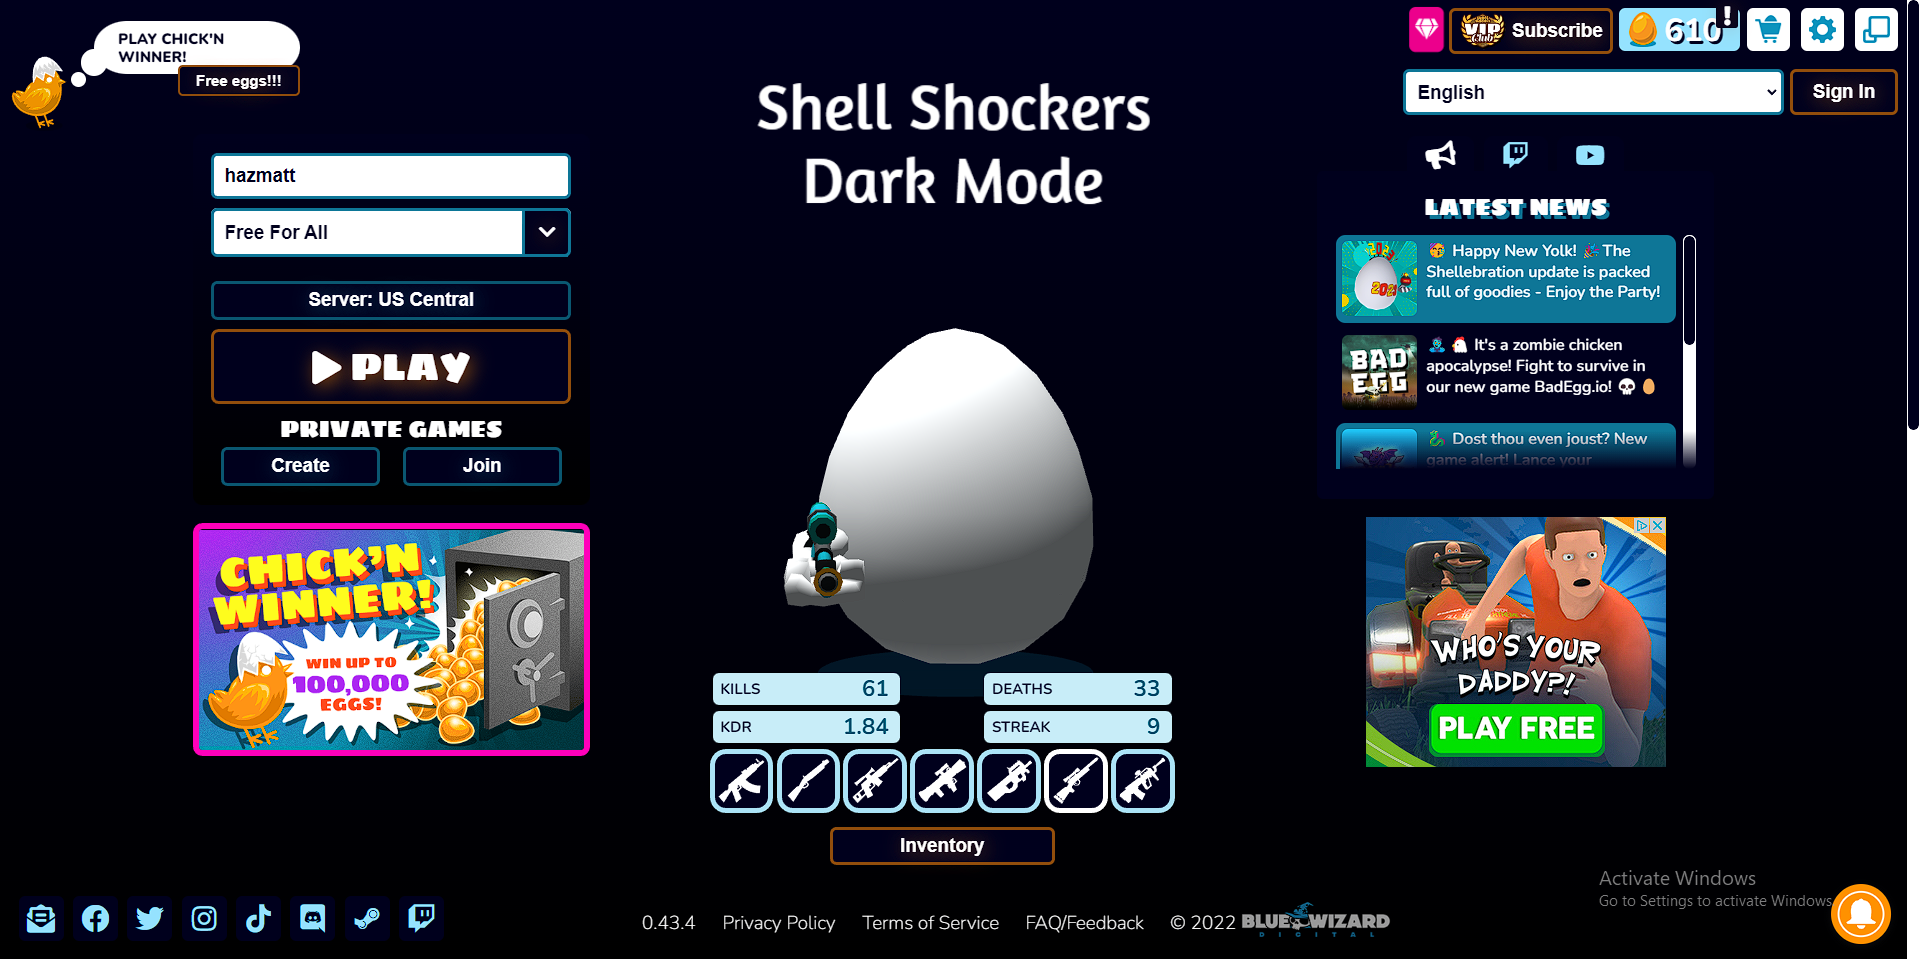 PLAY CHICK'N
WINNER!
Free eggs!!!
VIP
Club
Subscribe
610
!
English
Sign In
Shell Shockers
Dark Mode
hazmatt
Free For All
Server: US Central
PLAY
PRIVATE GAMES
Create
Join
LATEST NEWS
🥳 Happy New Yolk! 🎉 The
Shellebration update is packed
full of goodies - Enjoy the Party!
BAD
EGG
🧟 🐔 It's a zombie chicken
apocalypse! Fight to survive in
our new game BadEgg.io! 💀 🥚
🐉 Dost thou even joust? New
game alert! Lance your
CHICK'N
WINNER!
WIN UP TO
100,000
EGGS!
WHO'S YOUR
DADDY?!
PLAY FREE
KILLS 61
DEATHS 33
KDR 1.84
STREAK 9
Inventory
Activate Windows
Go to Settings to activate Windows
0.43.4
Privacy Policy
Terms of Service
FAQ/Feedback
© 2022 BLUE WIZARD
DIGITAL